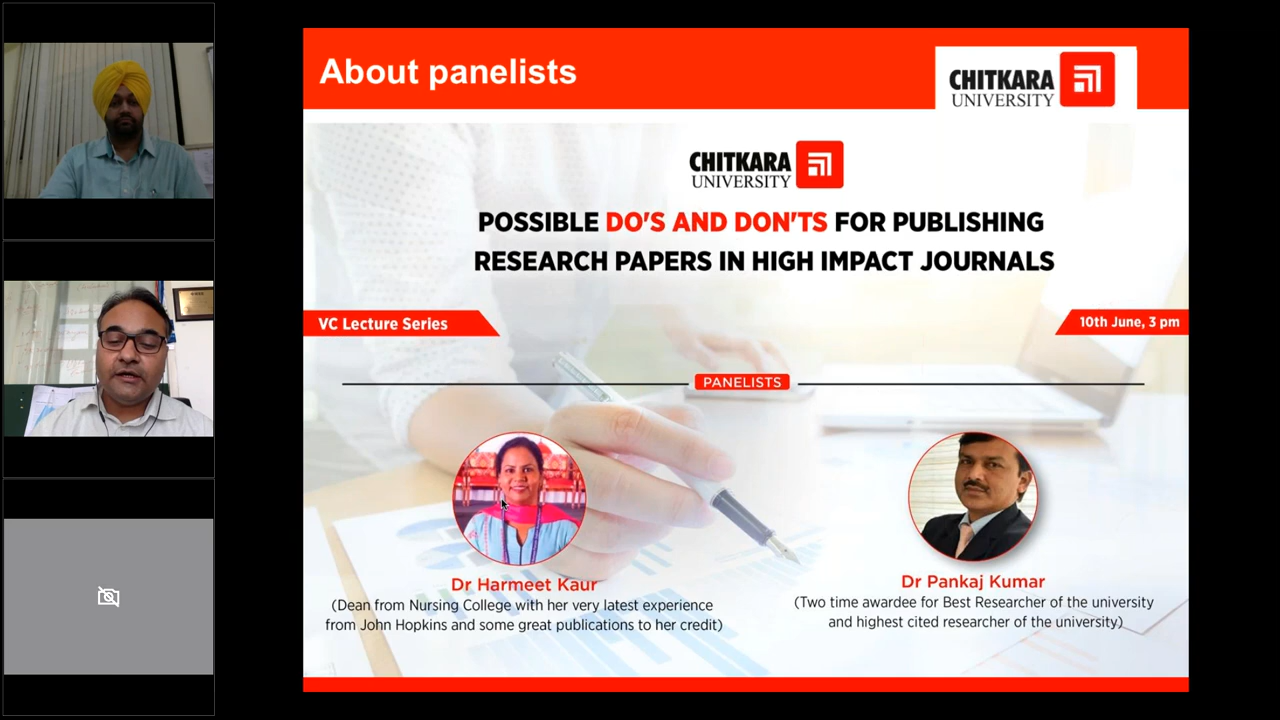 About panelists
CHITKARA
UNIVERSITY
CHITKARA
UNIVERSITY
POSSIBLE DO'S AND DON'TS FOR PUBLISHING
RESEARCH PAPERS IN HIGH IMPACT JOURNALS
VC Lecture Series
10th June, 3 pm
PANELISTS
Dr Harmeet Kaur
(Dean from Nursing College with her very latest experience
from John Hopkins and some great publications to her credit)
Dr Pankaj Kumar
(Two time awardee for Best Researcher of the university
and highest cited researcher of the university)